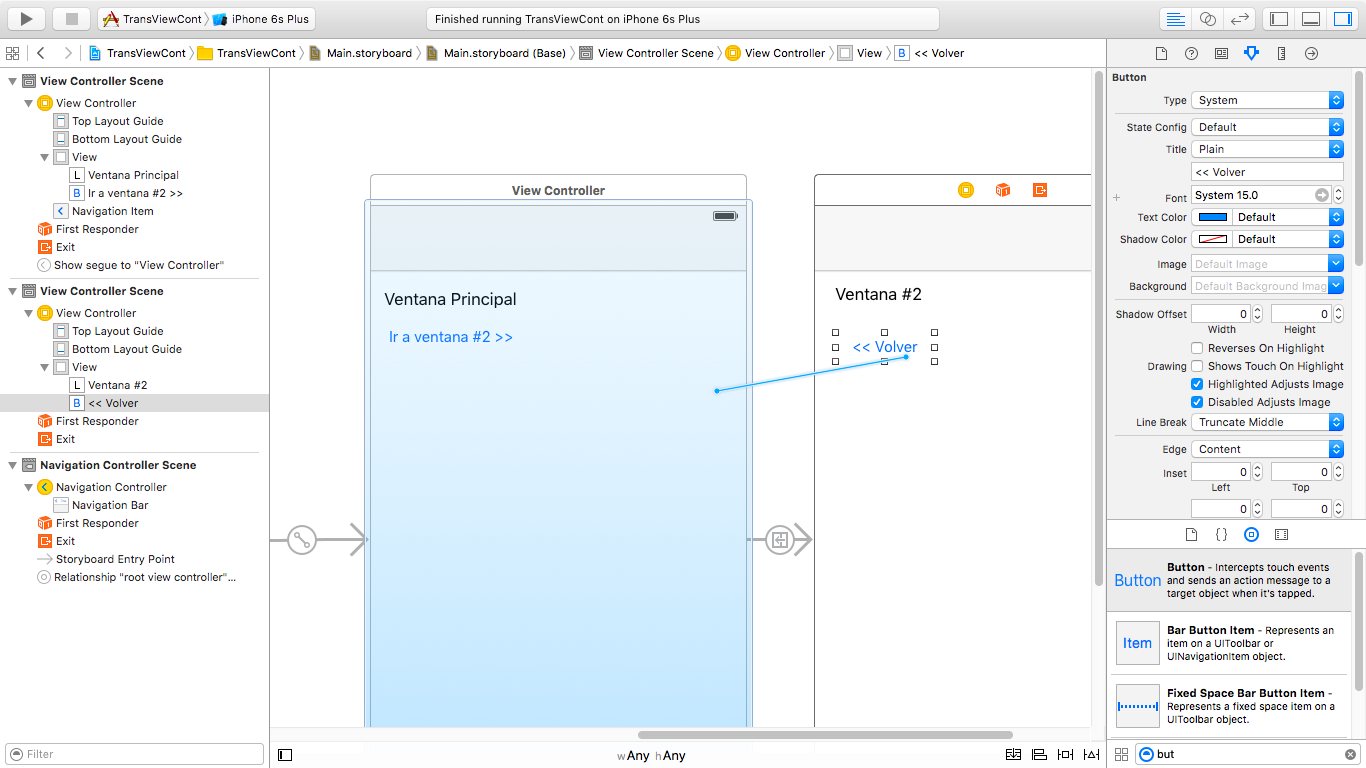 TransViewCont
iPhone 6s Plus
Finished running TransViewCont on iPhone 6s Plus
TransViewCont
TransViewCont
Main.storyboard
Main.storyboard (Base)
View Controller Scene
View Controller
View
B
<< Volver
View Controller Scene
View Controller
Top Layout Guide
Bottom Layout Guide
View
L Ventana Principal
B Ir a ventana #2 >>
Navigation Item
First Responder
Exit
Show segue to "View Controller"
View Controller Scene
View Controller
Top Layout Guide
Bottom Layout Guide
View
L Ventana #2
B << Volver
First Responder
Exit
Navigation Controller Scene
Navigation Controller
Navigation Bar
First Responder
Exit
Storyboard Entry Point
Relationship "root view controller"...
Filter
View Controller
Ventana Principal
Ir a ventana #2 >>
Ventana #2
<< Volver
wAny hAny
Button
Type System
State Config Default
Title Plain
<< Volver
Font System 15.0
Text Color Default
Shadow Color Default
Image Default Image
Background Default Background Imag
Shadow Offset 0 0
Width Height
Reverses On Highlight
Drawing Shows Touch On Highlight
Highlighted Adjusts Image
Disabled Adjusts Image
Line Break Truncate Middle
Edge Content
Inset 0 0
Left Top
0 0
Button
Button - Intercepts touch events
and sends an action message to a
target object when it's tapped.
Item
Bar Button Item - Represents an
item on a UIToolbar or
UINavigationItem object.
Fixed Space Bar Button Item -
Represents a fixed space item on a
UIToolbar object.
but